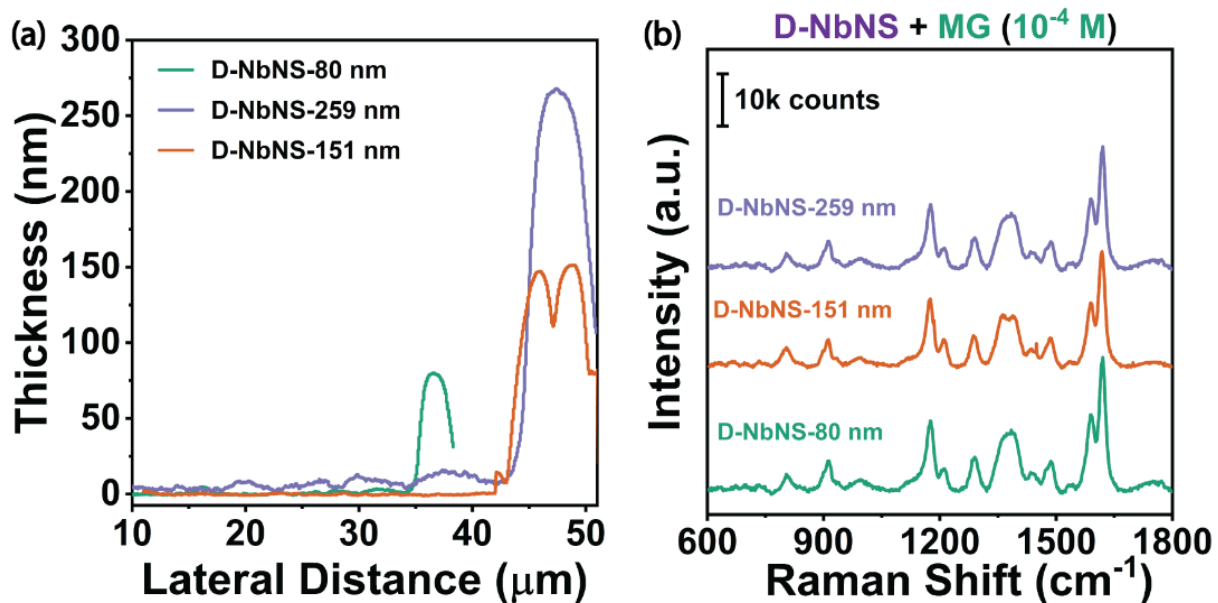 (a)
300
250
200
150
100
50
0
Thickness (nm)
D-NbNS-80 nm
D-NbNS-259 nm
D-NbNS-151 nm
10 20 30 40 50
Lateral Distance (μm)
(b)
D-NbNS + MG (10⁻⁴ M)
10k counts
Intensity (a.u.)
D-NbNS-259 nm
D-NbNS-151 nm
D-NbNS-80 nm
600 900 1200 1500 1800
Raman Shift (cm⁻¹)